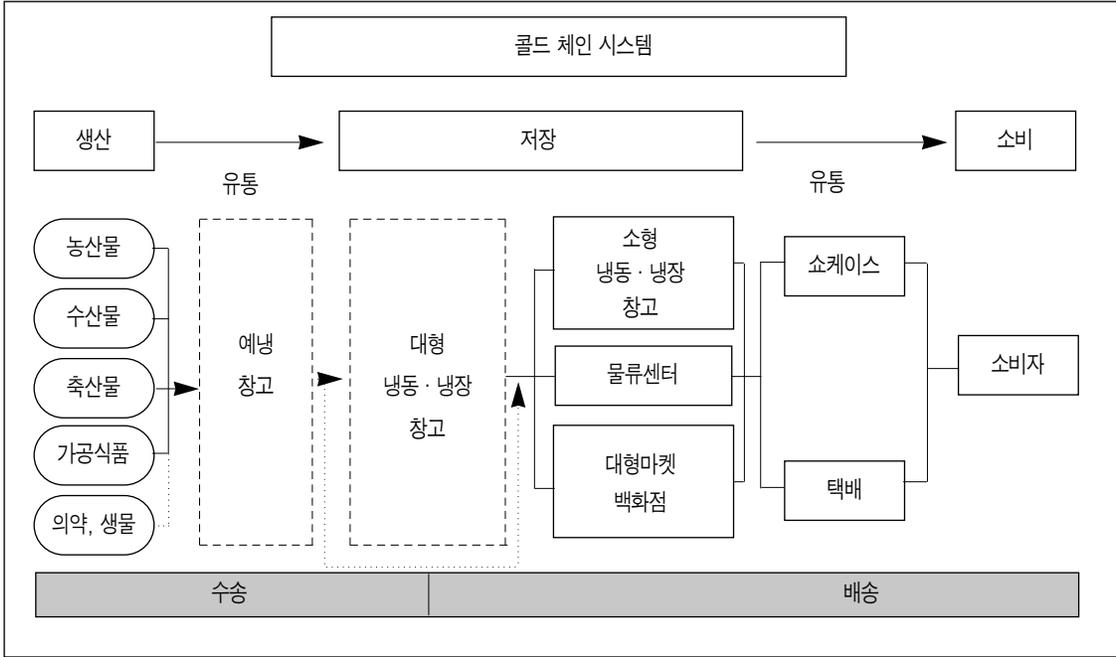 콜드 체인 시스템
생산
저장
소비
유통
유통
농산물
수산물
축산물
가공식품
의약, 생물
예냉
창고
대형
냉동 · 냉장
창고
소형
냉동 · 냉장
창고
물류센터
대형마켓
백화점
쇼케이스
택배
소비자
수송
배송